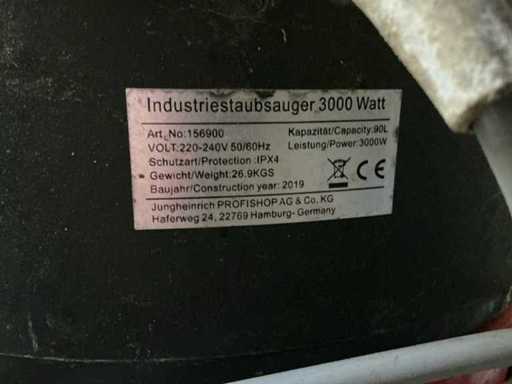 Industriestaubsauger 3000 Watt
Art. No:156900
Kapazität/Capacity:90L
VOLT:220-240V 50/60Hz
Leistung/Power:3000W
Schutzart/Protection :IPX4
Gewicht/Weight:26.9KGS
Baujahr/Construction year: 2019
CE
Jungheinrich PROFISHOP AG & Co. KG
Haferweg 24, 22769 Hamburg- Germany